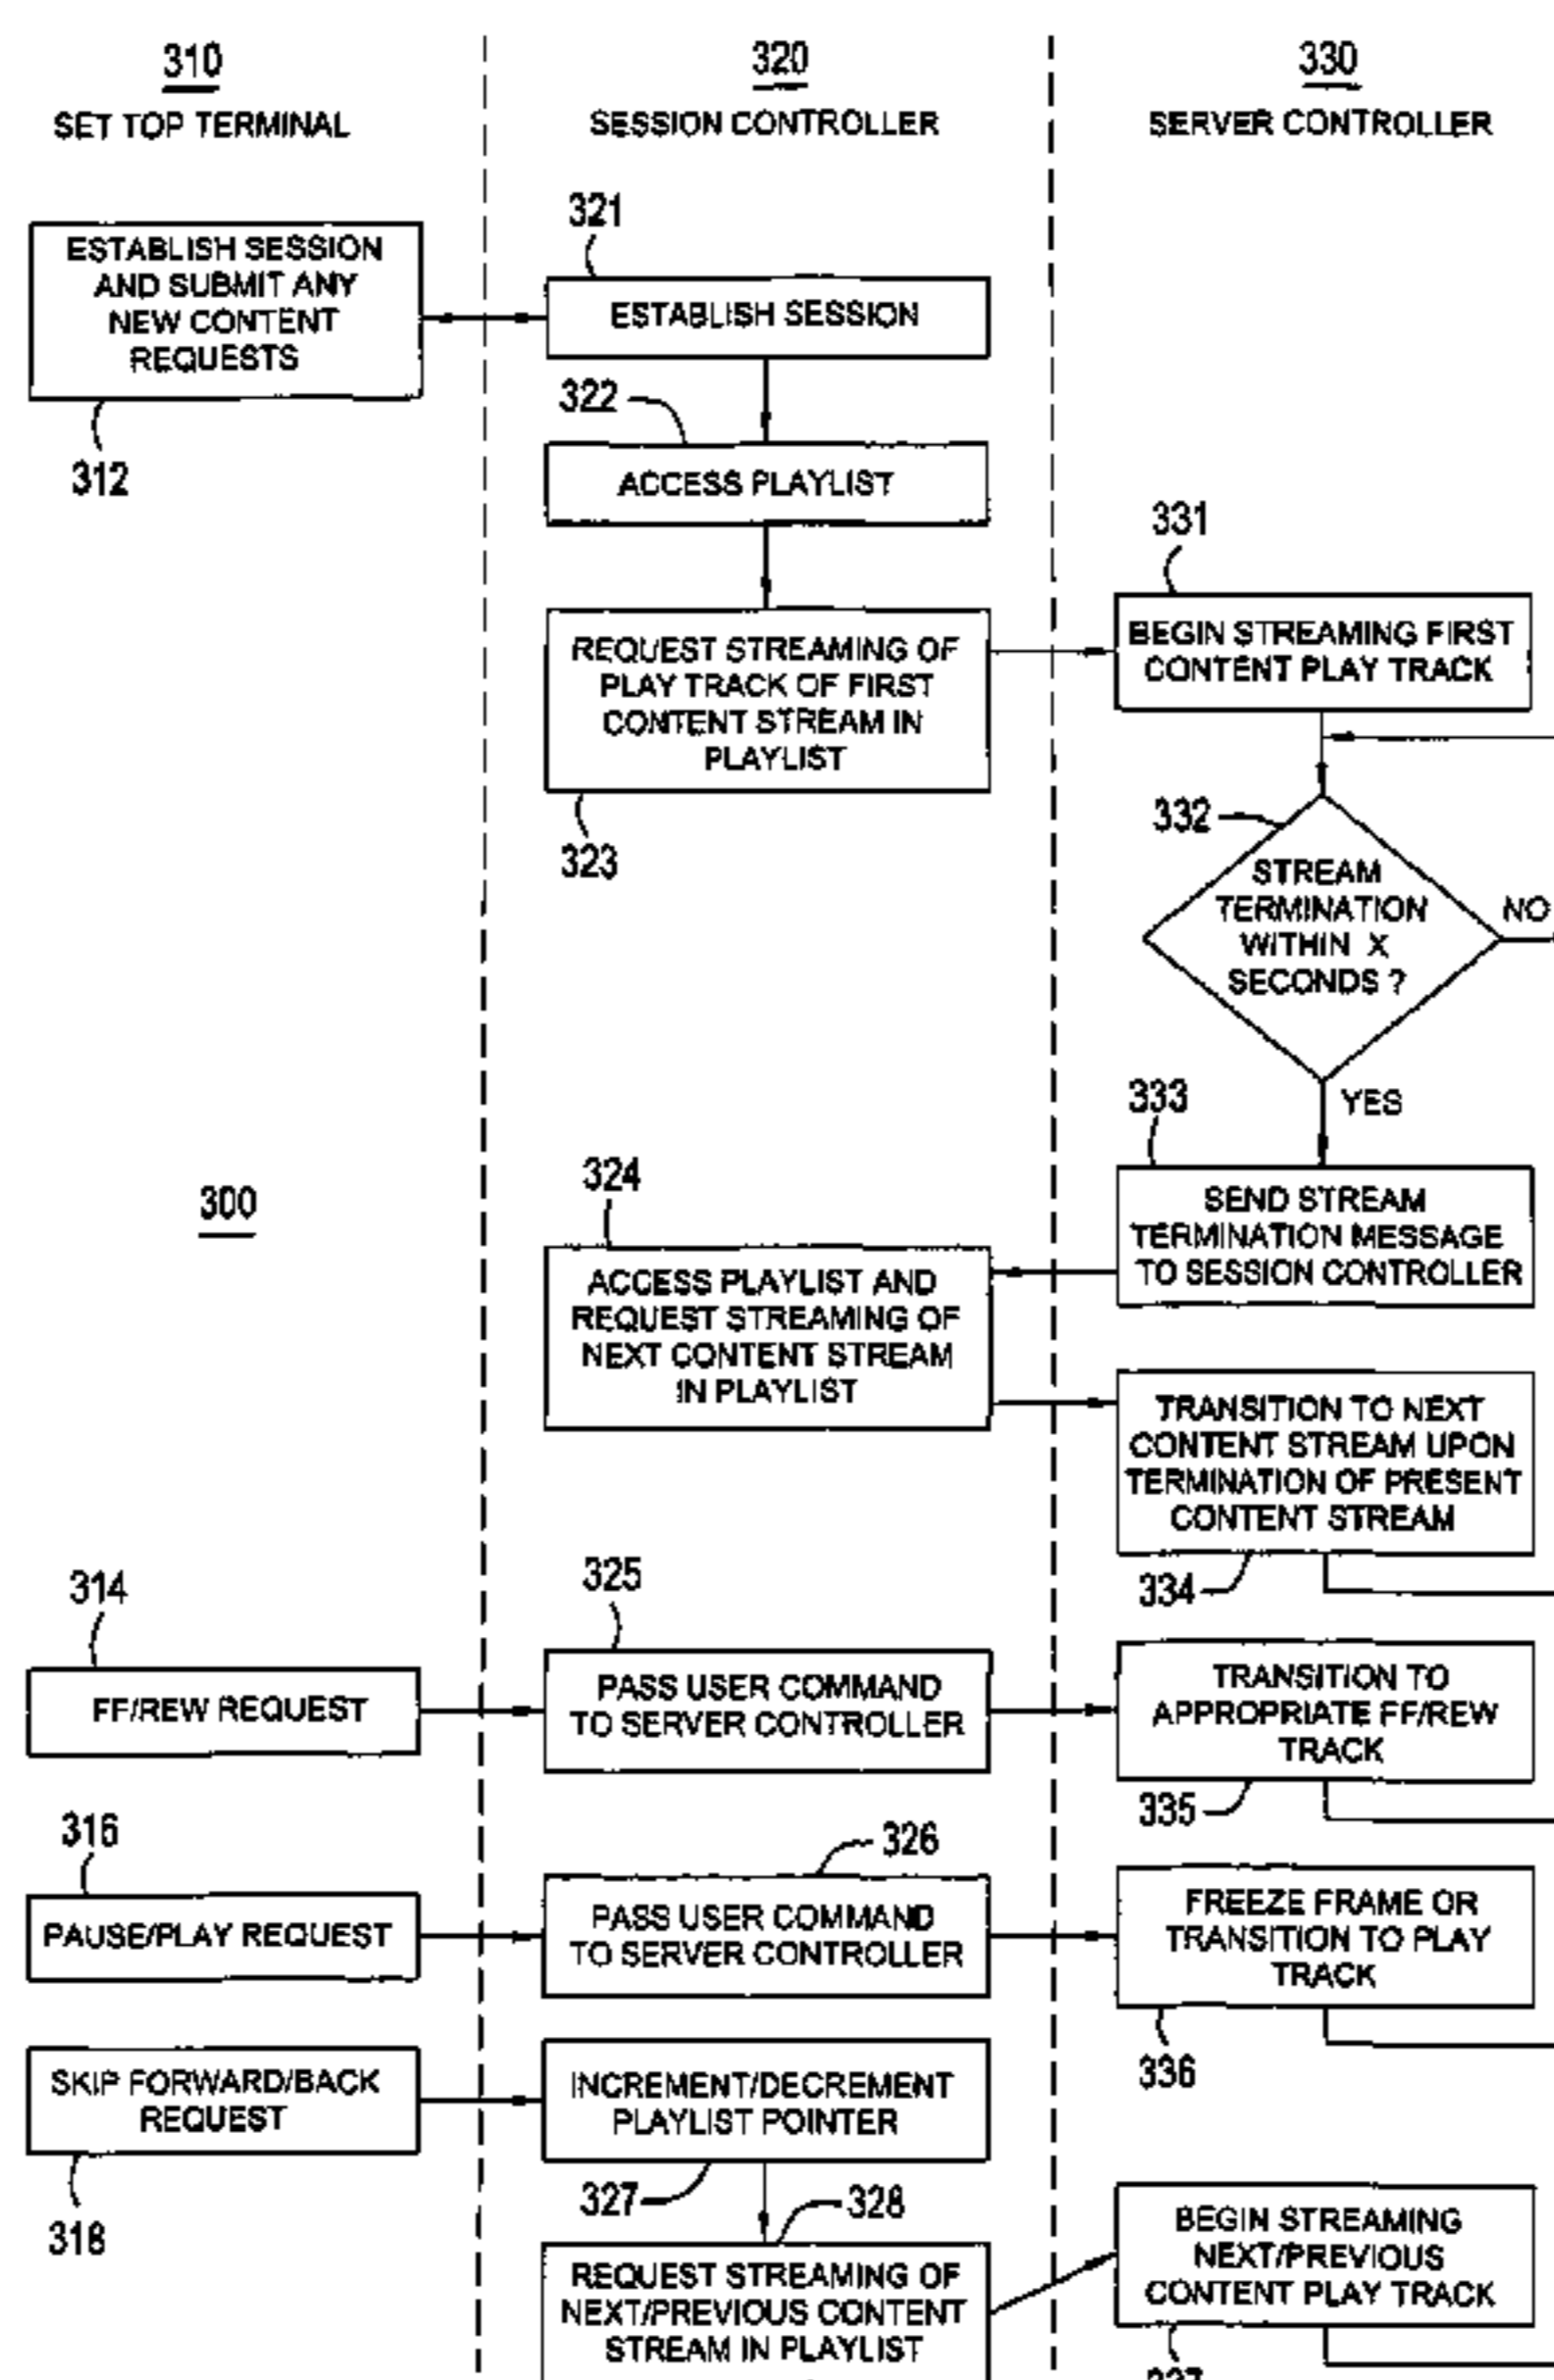 310
SET TOP TERMINAL
320
SESSION CONTROLLER
330
SERVER CONTROLLER
ESTABLISH SESSION
AND SUBMIT ANY
NEW CONTENT
REQUESTS
312
321
ESTABLISH SESSION
322
ACCESS PLAYLIST
REQUEST STREAMING OF
PLAY TRACK OF FIRST
CONTENT STREAM IN
PLAYLIST
323
331
BEGIN STREAMING FIRST
CONTENT PLAY TRACK
332
STREAM
TERMINATION
WITHIN X
SECONDS ?
NO
YES
333
SEND STREAM
TERMINATION MESSAGE
TO SESSION CONTROLLER
300
324
ACCESS PLAYLIST AND
REQUEST STREAMING OF
NEXT CONTENT STREAM
IN PLAYLIST
TRANSITION TO NEXT
CONTENT STREAM UPON
TERMINATION OF PRESENT
CONTENT STREAM
334
314
FF/REW REQUEST
325
PASS USER COMMAND
TO SERVER CONTROLLER
TRANSITION TO
APPROPRIATE FF/REW
TRACK
335
316
PAUSE/PLAY REQUEST
326
PASS USER COMMAND
TO SERVER CONTROLLER
FREEZE FRAME OR
TRANSITION TO PLAY
TRACK
336
SKIP FORWARD/BACK
REQUEST
318
INCREMENT/DECREMENT
PLAYLIST POINTER
327
328
REQUEST STREAMING OF
NEXT/PREVIOUS CONTENT
STREAM IN PLAYLIST
BEGIN STREAMING
NEXT/PREVIOUS
CONTENT PLAY TRACK